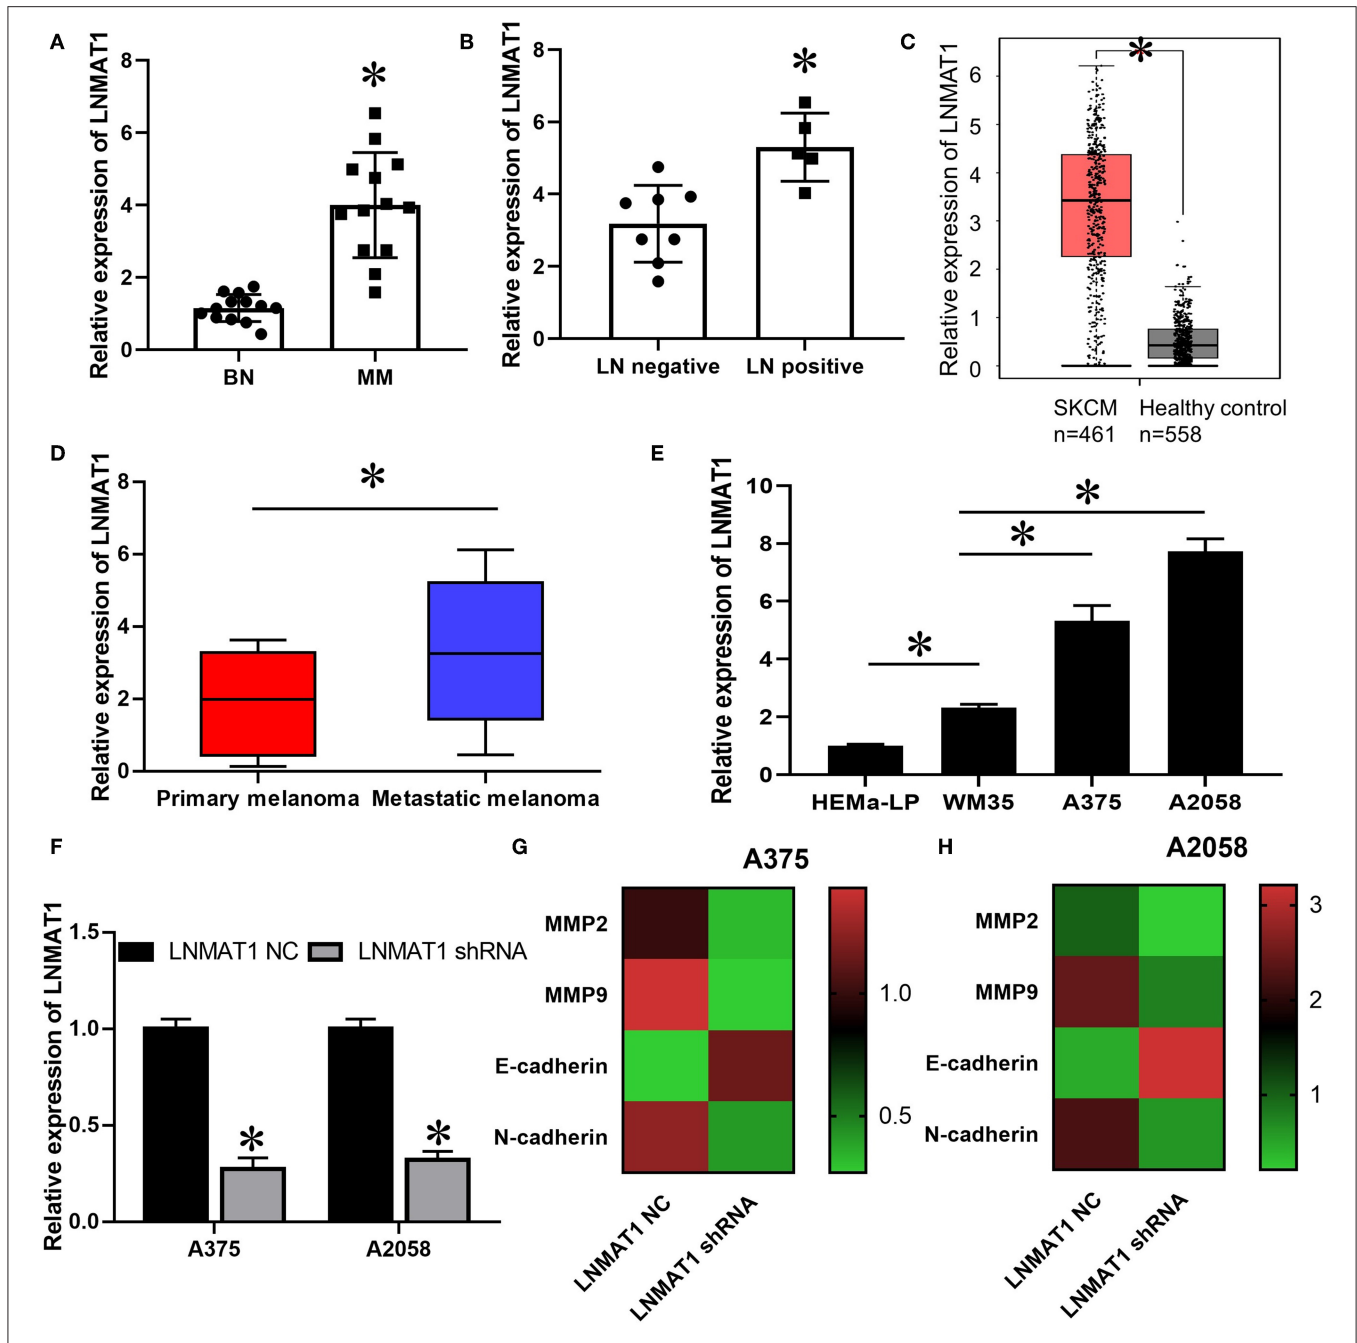 A
Relative expression of LNMAT1
8
6
4
2
0
*
BN
MM
B
Relative expression of LNMAT1
8
6
4
2
0
*
LN negative
LN positive
C
Relative expression of LNMAT1
6
5
4
3
2
1
0
*
SKCM
n=461
Healthy control
n=558
D
Relative expression of LNMAT1
8
6
4
2
0
*
Primary melanoma
Metastatic melanoma
E
Relative expression of LNMAT1
10
8
6
4
2
0
*
*
*
HEMa-LP
WM35
A375
A2058
F
Relative expression of LNMAT1
1.5
1.0
0.5
0.0
LNMAT1 NC
LNMAT1 shRNA
*
*
A375
A2058
G
A375
MMP2
MMP9
E-cadherin
N-cadherin
1.0
0.5
LNMAT1 NC
LNMAT1 shRNA
H
A2058
MMP2
MMP9
E-cadherin
N-cadherin
3
2
1
LNMAT1 NC
LNMAT1 shRNA